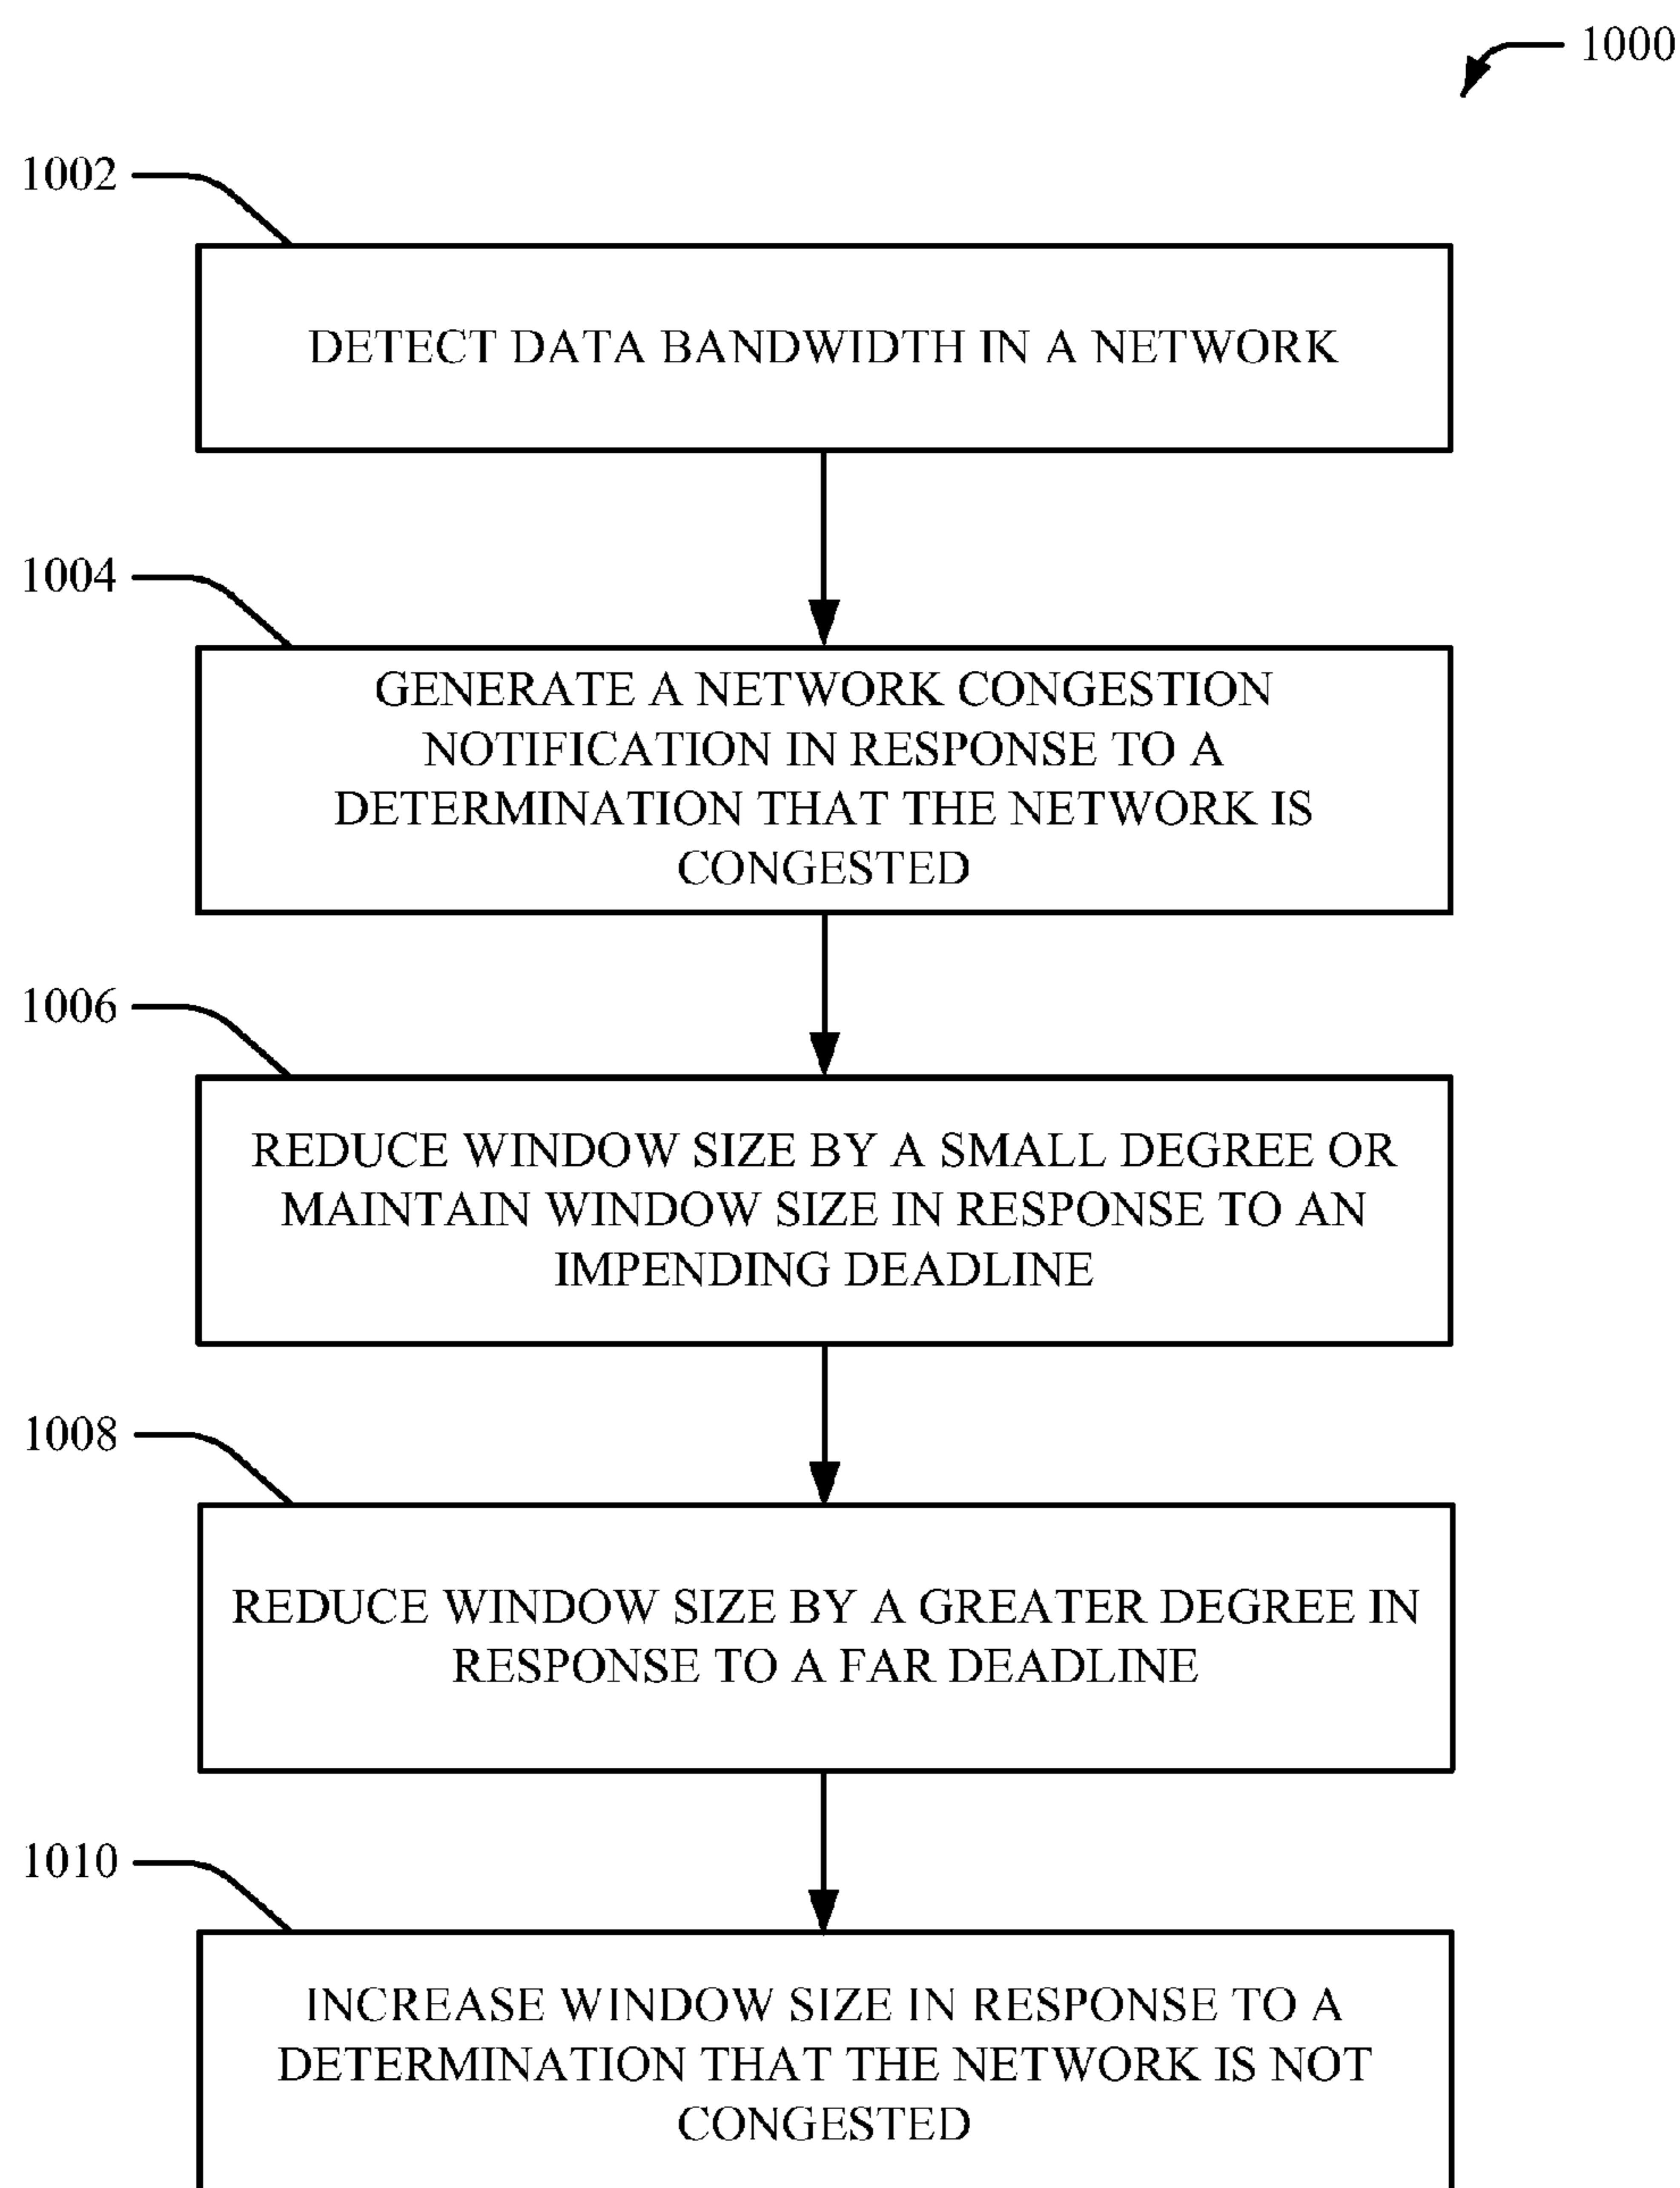 1000
1002
DETECT DATA BANDWIDTH IN A NETWORK
1004
GENERATE A NETWORK CONGESTION
NOTIFICATION IN RESPONSE TO A
DETERMINATION THAT THE NETWORK IS
CONGESTED
1006
REDUCE WINDOW SIZE BY A SMALL DEGREE OR
MAINTAIN WINDOW SIZE IN RESPONSE TO AN
IMPENDING DEADLINE
1008
REDUCE WINDOW SIZE BY A GREATER DEGREE IN
RESPONSE TO A FAR DEADLINE
1010
INCREASE WINDOW SIZE IN RESPONSE TO A
DETERMINATION THAT THE NETWORK IS NOT
CONGESTED